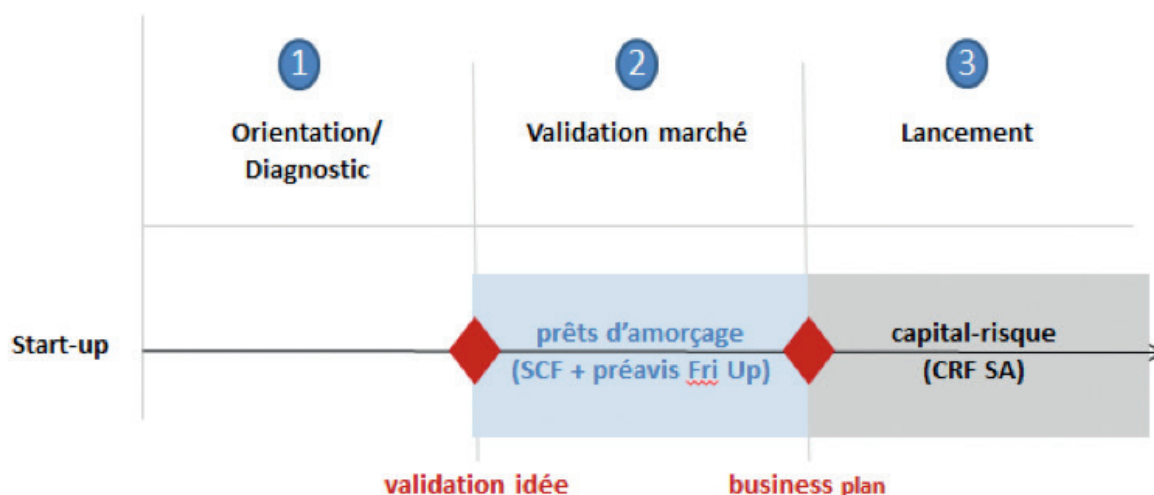 1
2
3
Orientation/
Diagnostic
Validation marché
Lancement
Start-up
prêts d’amorçage
(SCF + préavis Fri Up)
capital-risque
(CRF SA)
validation idée
business plan